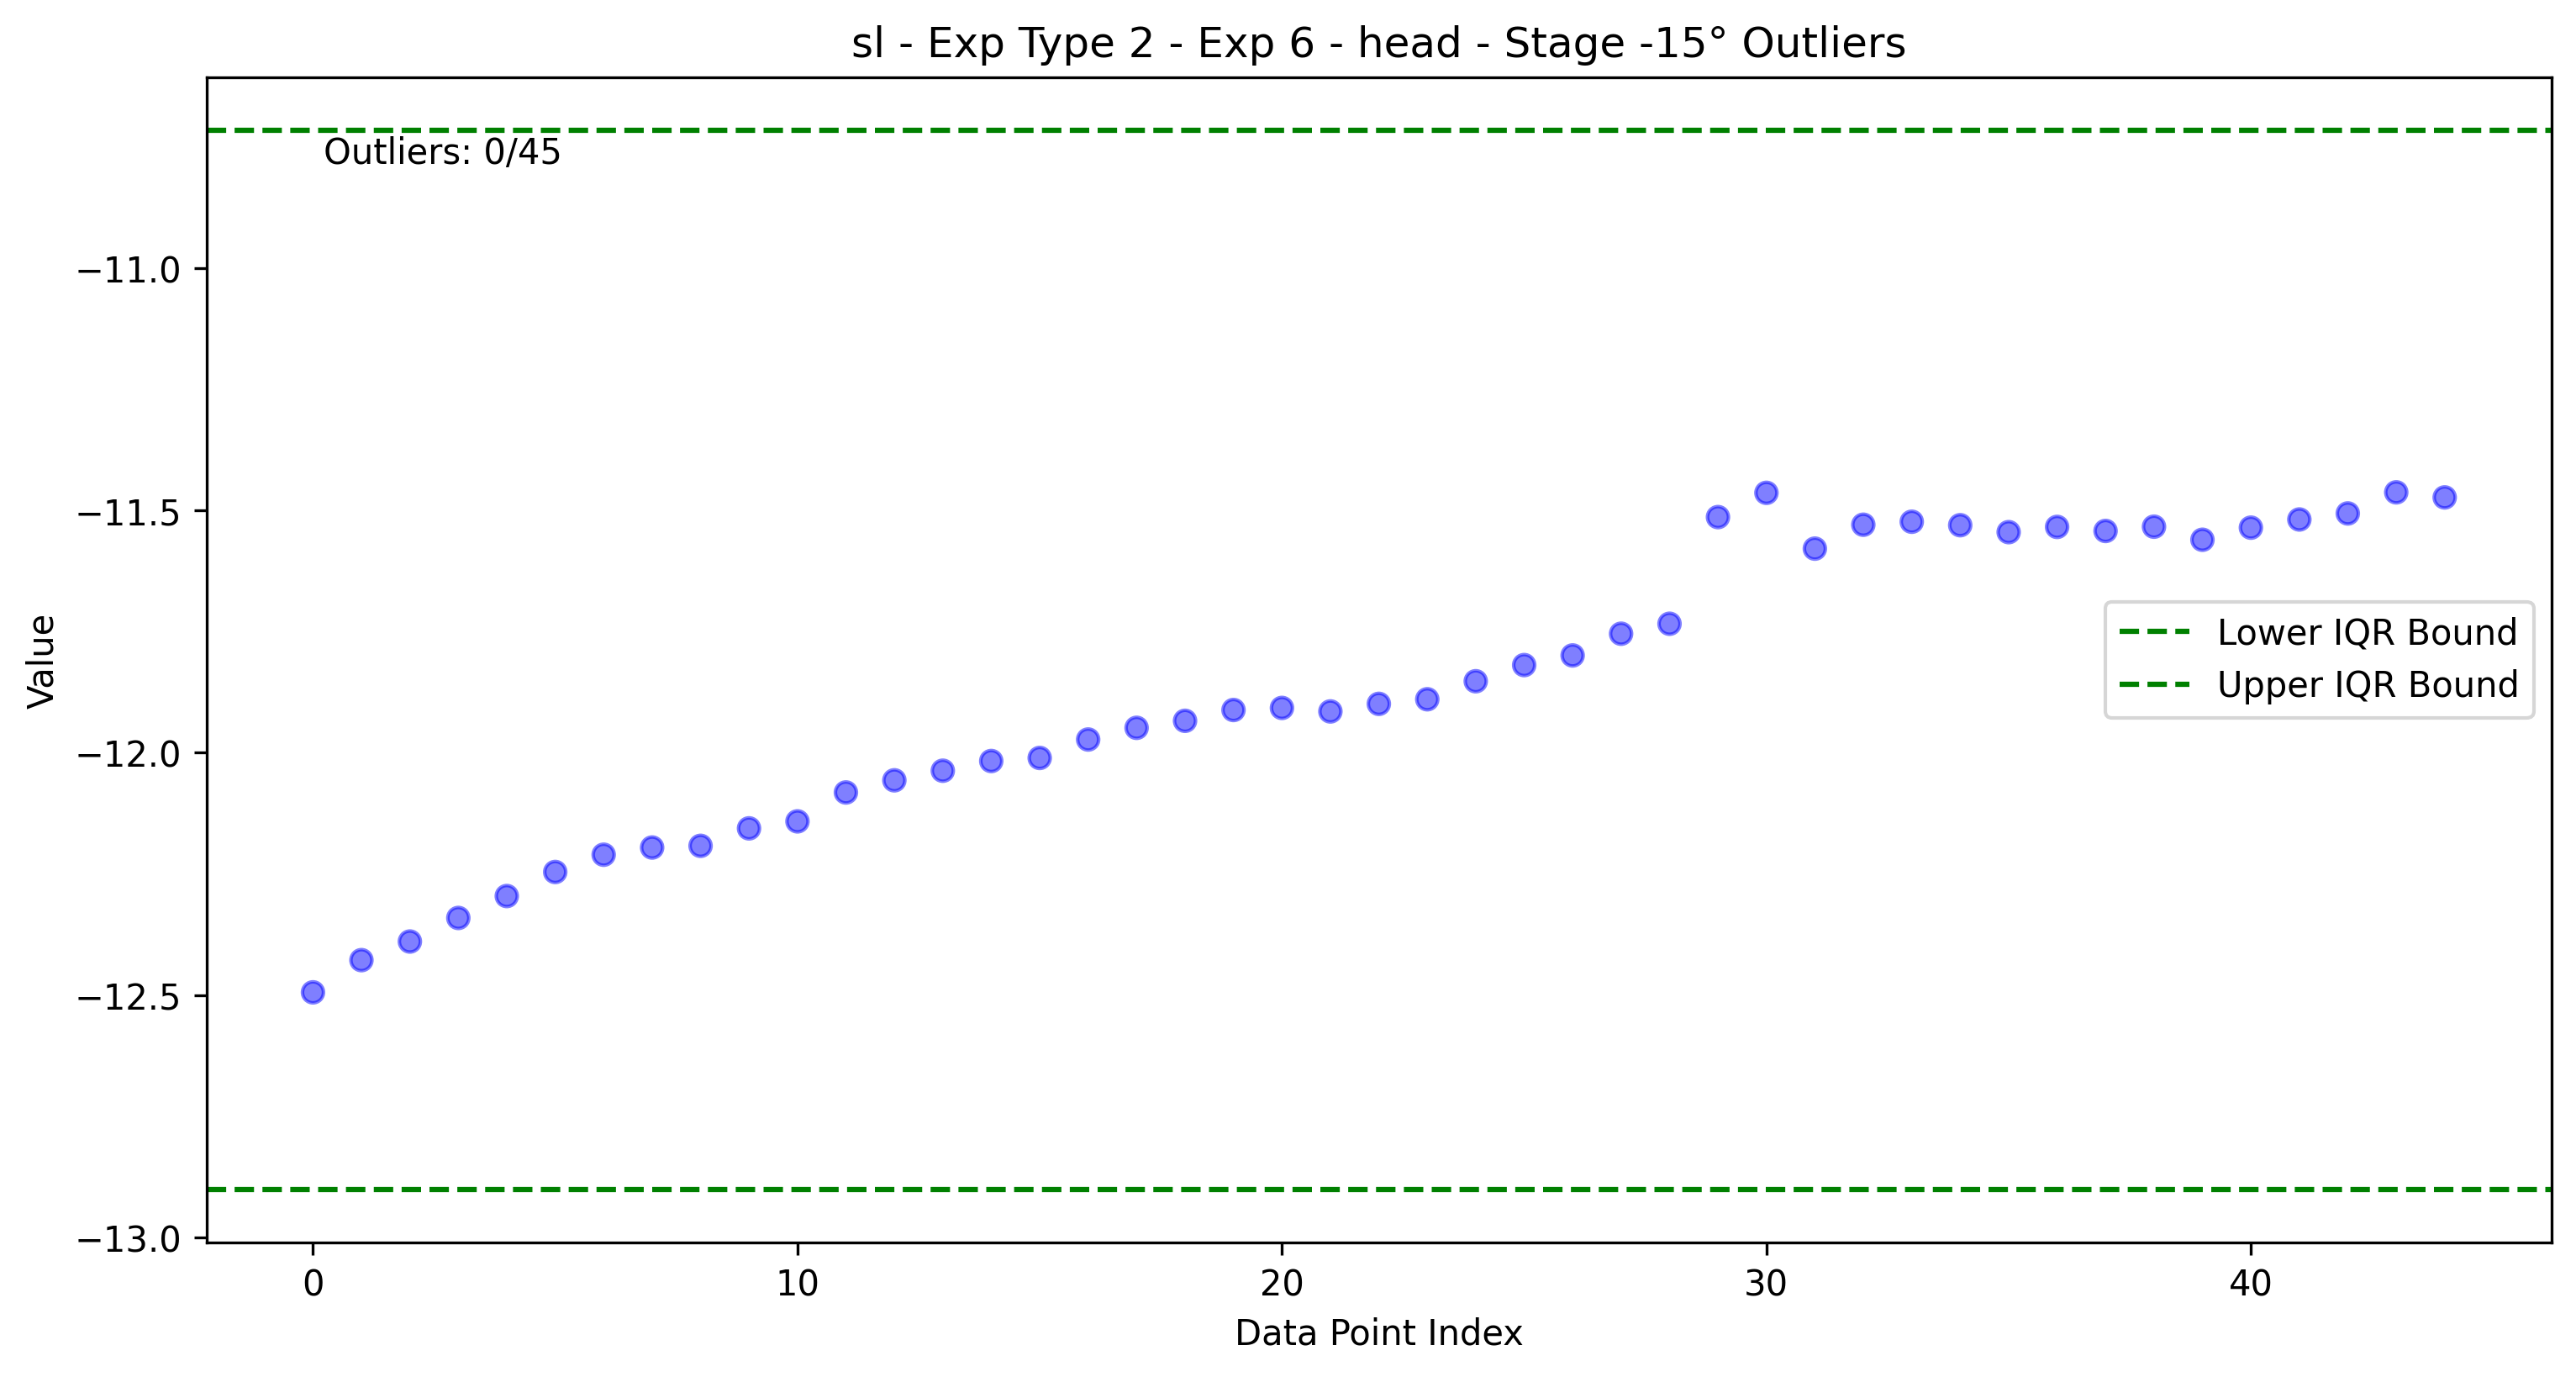 sl - Exp Type 2 - Exp 6 - head - Stage -15° Outliers
Outliers: 0/45
−11.0
−11.5
−12.0
−12.5
−13.0
Value
Lower IQR Bound
Upper IQR Bound
0 10 20 30 40
Data Point Index